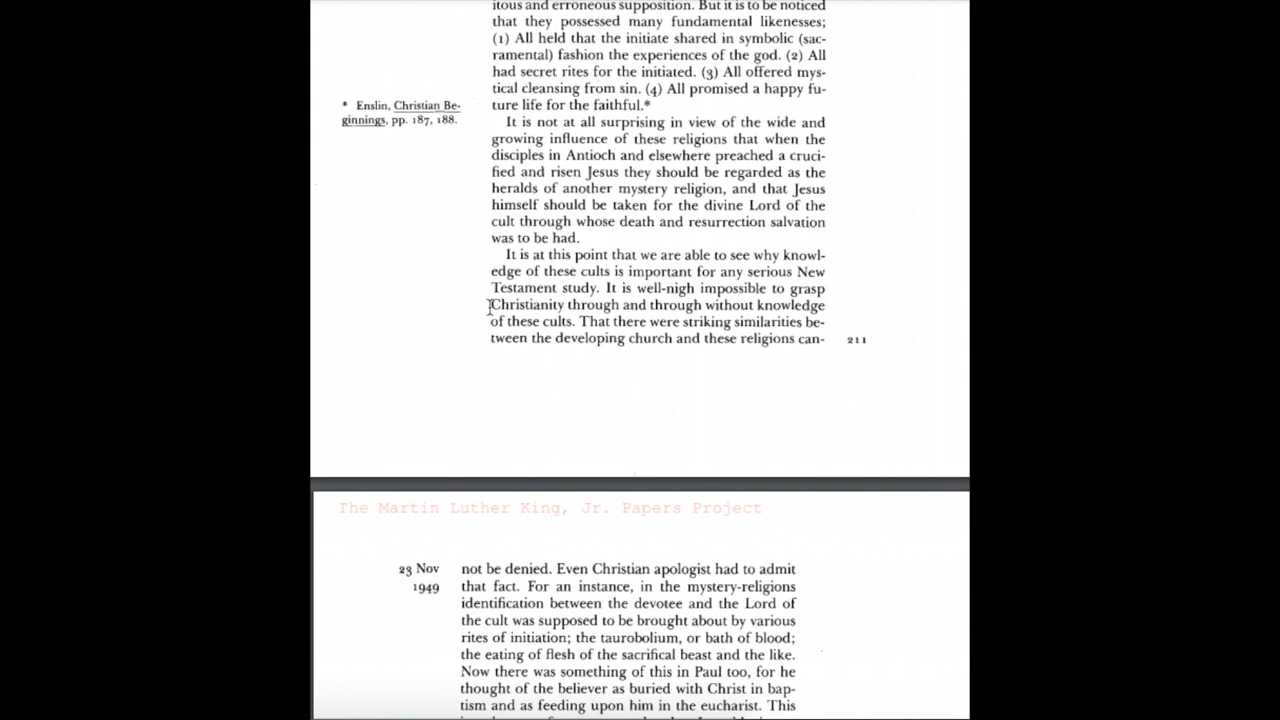 itous and erroneous supposition. But it is to be noticed
that they possessed many fundamental likenesses;
(1) All held that the initiate shared in symbolic (sac-
ramental) fashion the experiences of the god. (2) All
had secret rites for the initiated. (3) All offered mys-
tical cleansing from sin. (4) All promised a happy fu-
ture life for the faithful.*
* Enslin, Christian Be-
ginnings, pp. 187, 188.
It is not at all surprising in view of the wide and
growing influence of these religions that when the
disciples in Antioch and elsewhere preached a cruci-
fied and risen Jesus they should be regarded as the
heralds of another mystery religion, and that Jesus
himself should be taken for the divine Lord of the
cult through whose death and resurrection salvation
was to be had.
It is at this point that we are able to see why knowl-
edge of these cults is important for any serious New
Testament study. It is well-nigh impossible to grasp
Christianity through and through without knowledge
of these cults. That there were striking similarities be-
tween the developing church and these religions can-
211
The Martin Luther King, Jr. Papers Project
23 Nov
1949
not be denied. Even Christian apologist had to admit
that fact. For an instance, in the mystery-religions
identification between the devotee and the Lord of
the cult was supposed to be brought about by various
rites of initiation; the taurobolium, or bath of blood;
the eating of flesh of the sacrifical beast and the like.
Now there was something of this in Paul too, for he
thought of the believer as buried with Christ in bap-
tism and as feeding upon him in the eucharist. This